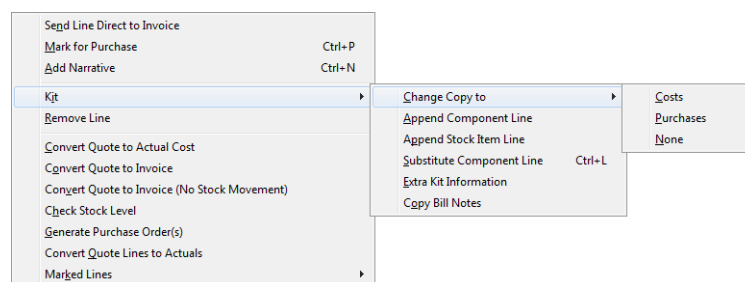 Send Line Direct to Invoice
Mark for Purchase Ctrl+P
Add Narrative Ctrl+N
Kit
Remove Line
Convert Quote to Actual Cost
Convert Quote to Invoice
Convert Quote to Invoice (No Stock Movement)
Check Stock Level
Generate Purchase Order(s)
Convert Quote Lines to Actuals
Marked Lines
Change Copy to
Append Component Line
Append Stock Item Line
Substitute Component Line Ctrl+L
Extra Kit Information
Copy Bill Notes
Costs
Purchases
None